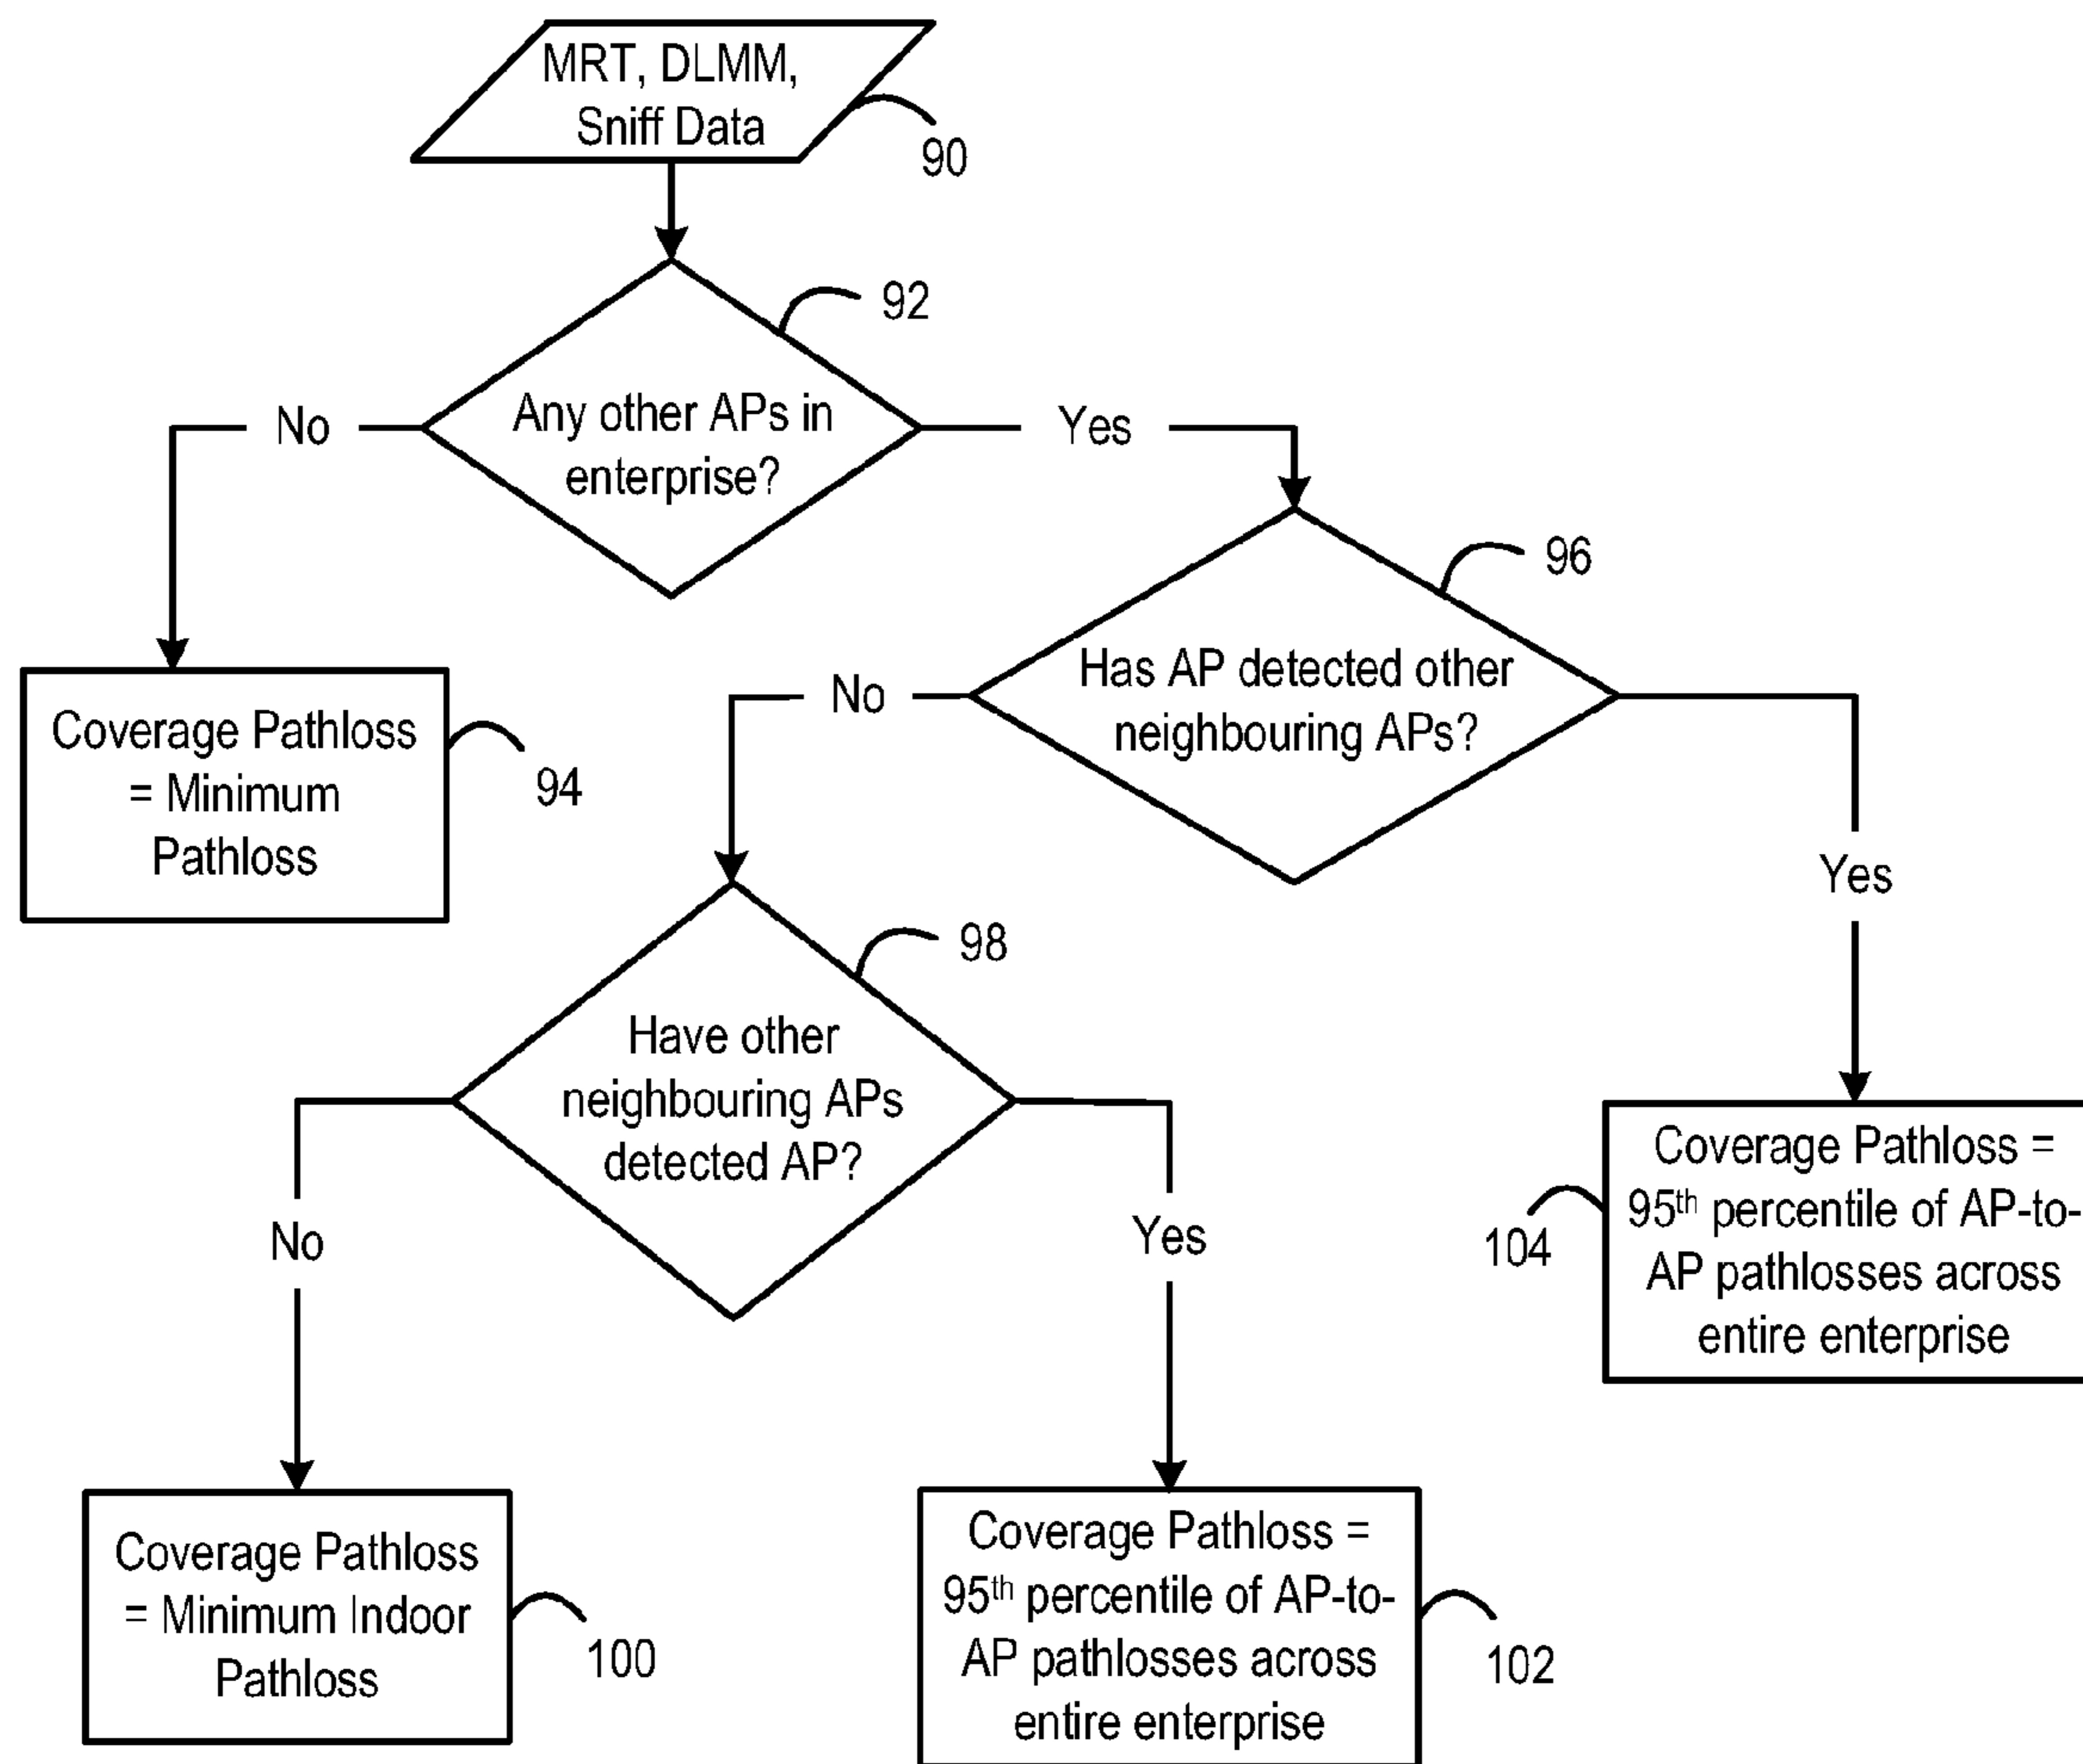 MRT, DLMM,
Sniff Data
90
92
Any other APs in
enterprise?
No
Yes
96
Has AP detected other
neighbouring APs?
No
Yes
Coverage Pathloss
= Minimum
Pathloss
94
98
Have other
neighbouring APs
detected AP?
No
Yes
Coverage Pathloss =
95th percentile of AP-to-
AP pathlosses across
entire enterprise
104
Coverage Pathloss
= Minimum Indoor
Pathloss
100
Coverage Pathloss =
95th percentile of AP-to-
AP pathlosses across
entire enterprise
102